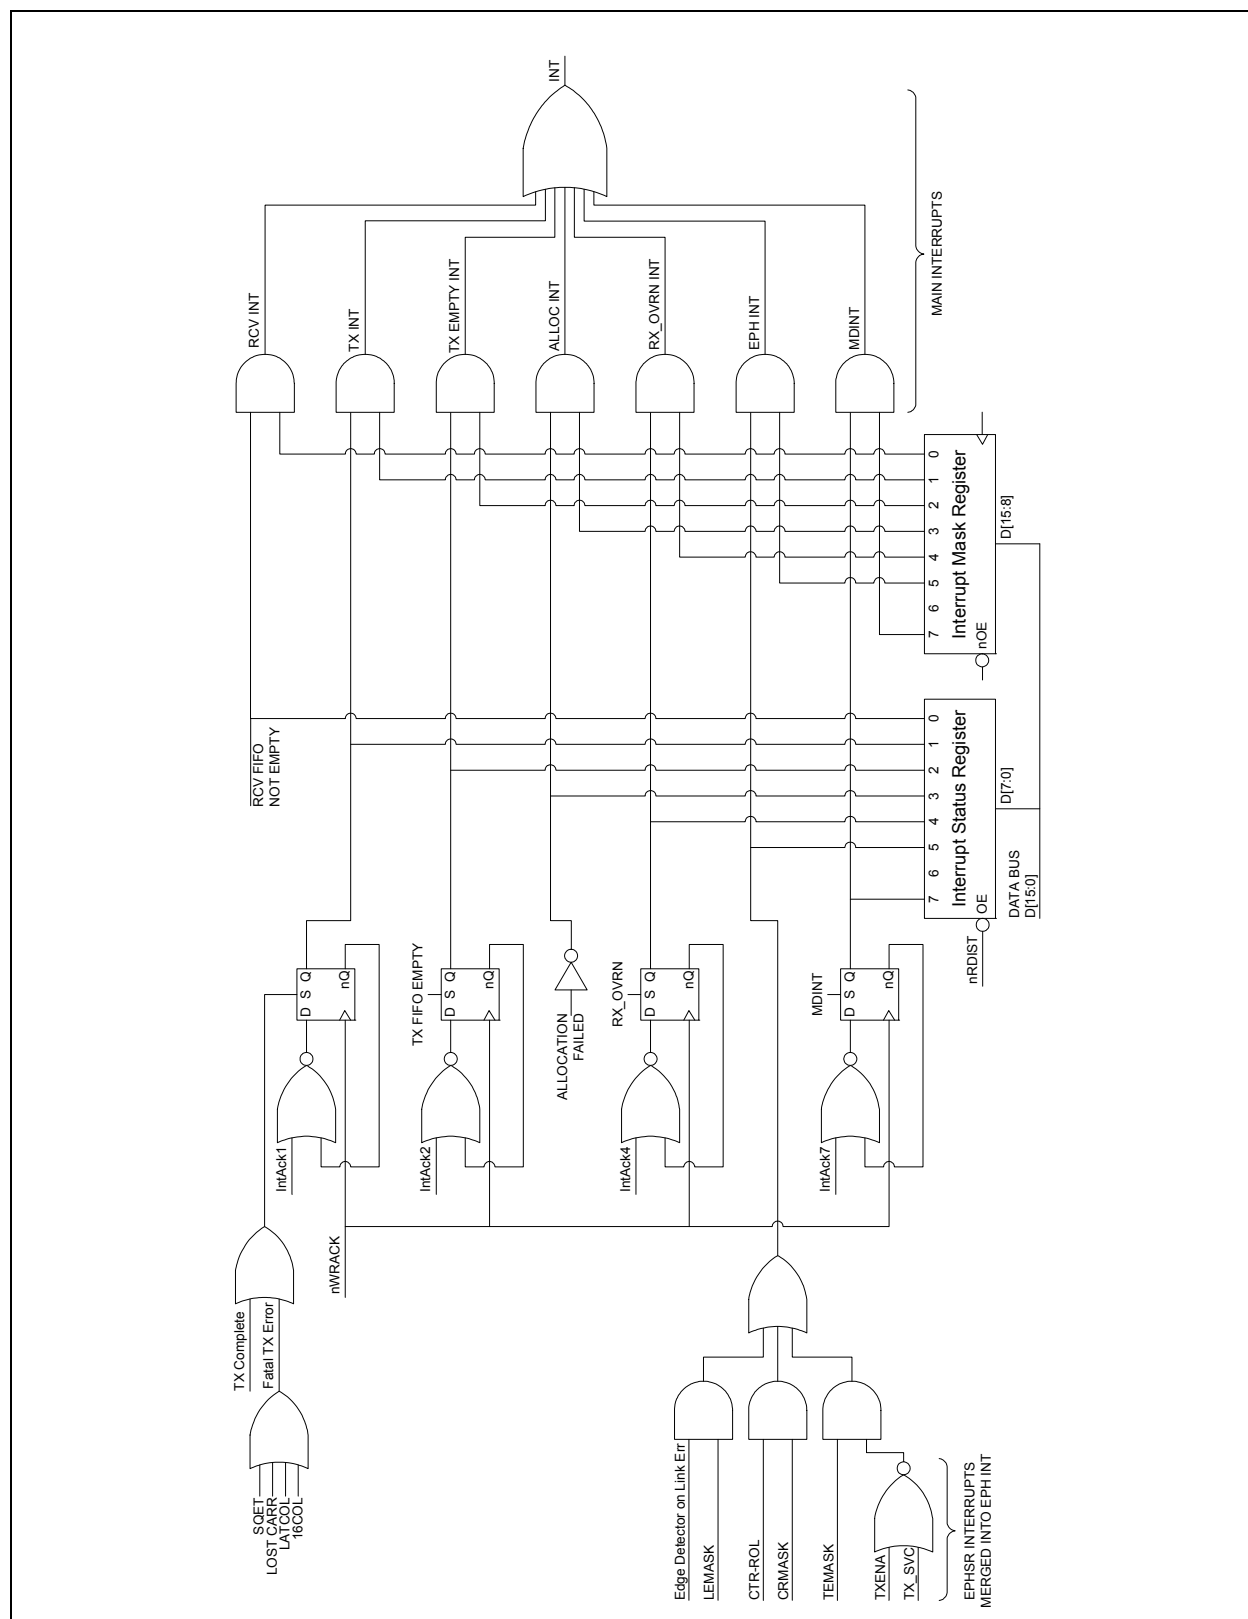 INT
MAIN INTERRUPTS
RCV INT
TX INT
TX EMPTY INT
ALLOC INT
RX_OVRN INT
EPH INT
MDINT
0
1
2
3
4
5
6
7
Interrupt Mask Register
nOE
D[15:8]
RCV FIFO
NOT EMPTY
0
1
2
3
4
5
6
7
Interrupt Status Register
OE
D[7:0]
DATA BUS
D[15:0]
nRDIST
D S Q
nQ
TX FIFO EMPTY
D S Q
nQ
ALLOCATION
FAILED
RX_OVRN
D S Q
nQ
MDINT
D S Q
nQ
IntAck1
IntAck2
IntAck4
IntAck7
nWRACK
TX Complete
Fatal TX Error
SQET
LOST CARR
LATCOL
16COL
Edge Detector on Link Err
LEMASK
CTR-ROL
CRMASK
TEMASK
TXENA
TX_SVC
EPHSR INTERRUPTS
MERGED INTO EPH INT